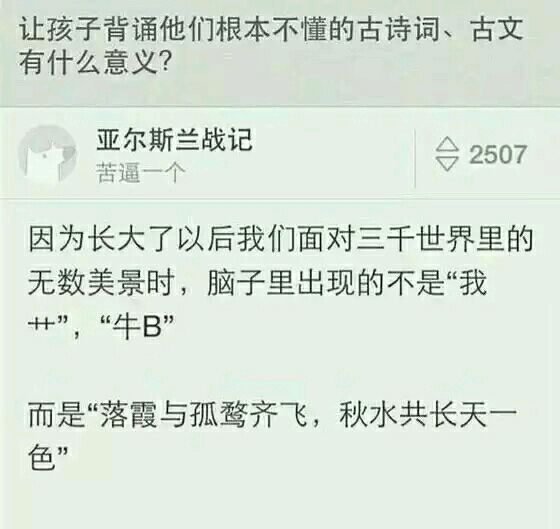 让孩子背诵他们根本不懂的古诗词、古文
有什么意义？
亚尔斯兰战记
苦逼一个
2507
因为长大了以后我们面对三千世界里的
无数美景时，脑子里出现的不是“我
艹”，“牛B”
而是“落霞与孤鹜齐飞，秋水共长天一
色”